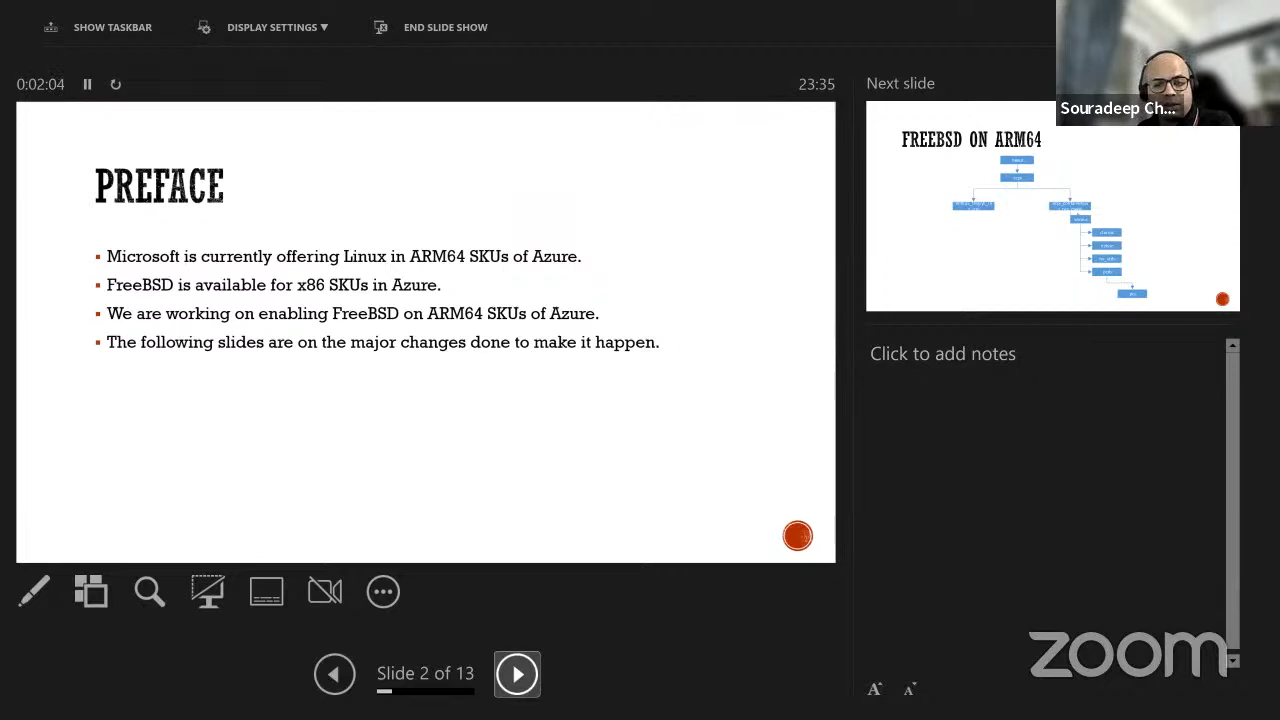 SHOW TASKBAR
DISPLAY SETTINGS ▼
END SLIDE SHOW
0:02:04
23:35
Next slide
Souradeep Ch...
PREFACE
▪ Microsoft is currently offering Linux in ARM64 SKUs of Azure.
▪ FreeBSD is available for x86 SKUs in Azure.
▪ We are working on enabling FreeBSD on ARM64 SKUs of Azure.
▪ The following slides are on the major changes done to make it happen.
FREEBSD ON ARM64
Click to add notes
Slide 2 of 13
A A
zoom